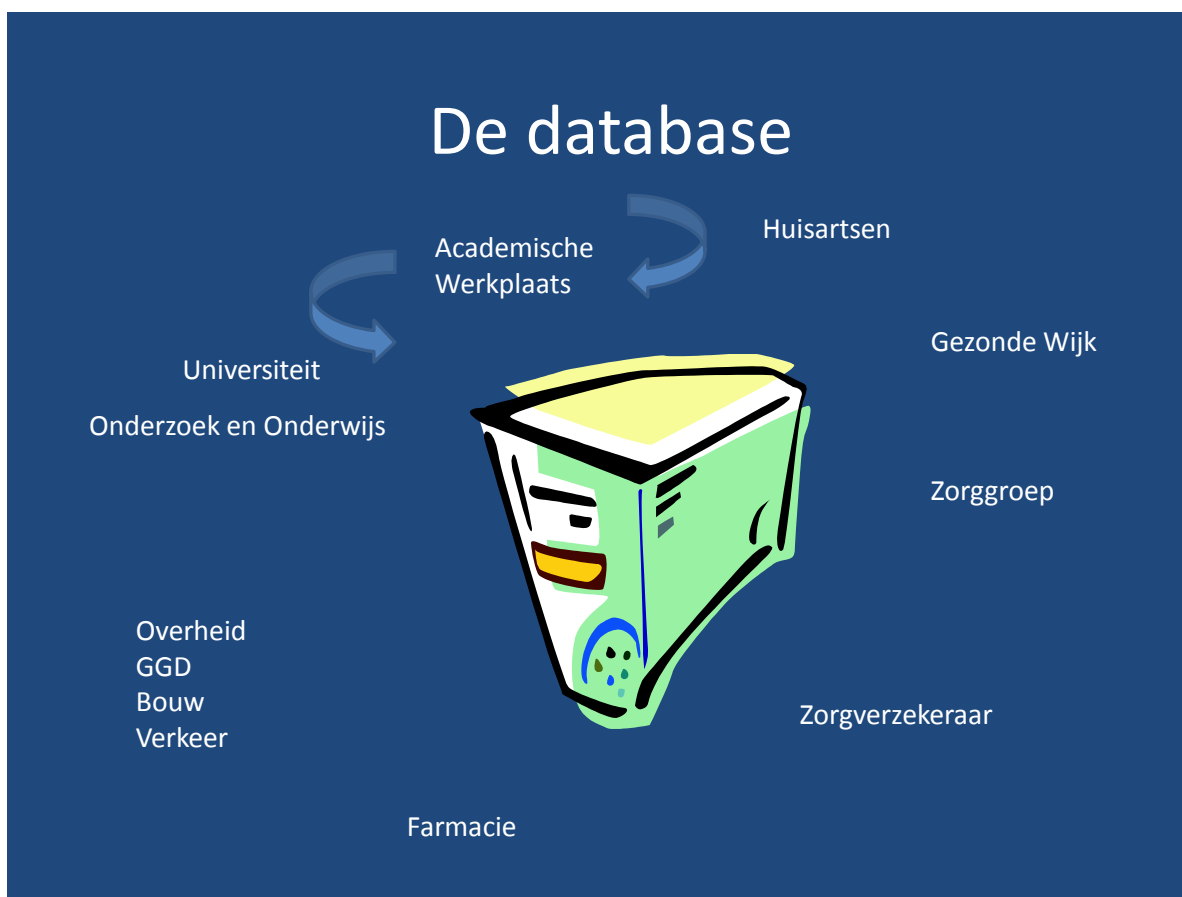 De database
Huisartsen
Academische
Werkplaats
Gezonde Wijk
Universiteit
Onderzoek en Onderwijs
Zorggroep
Overheid
GGD
Bouw
Verkeer
Zorgverzekeraar
Farmacie